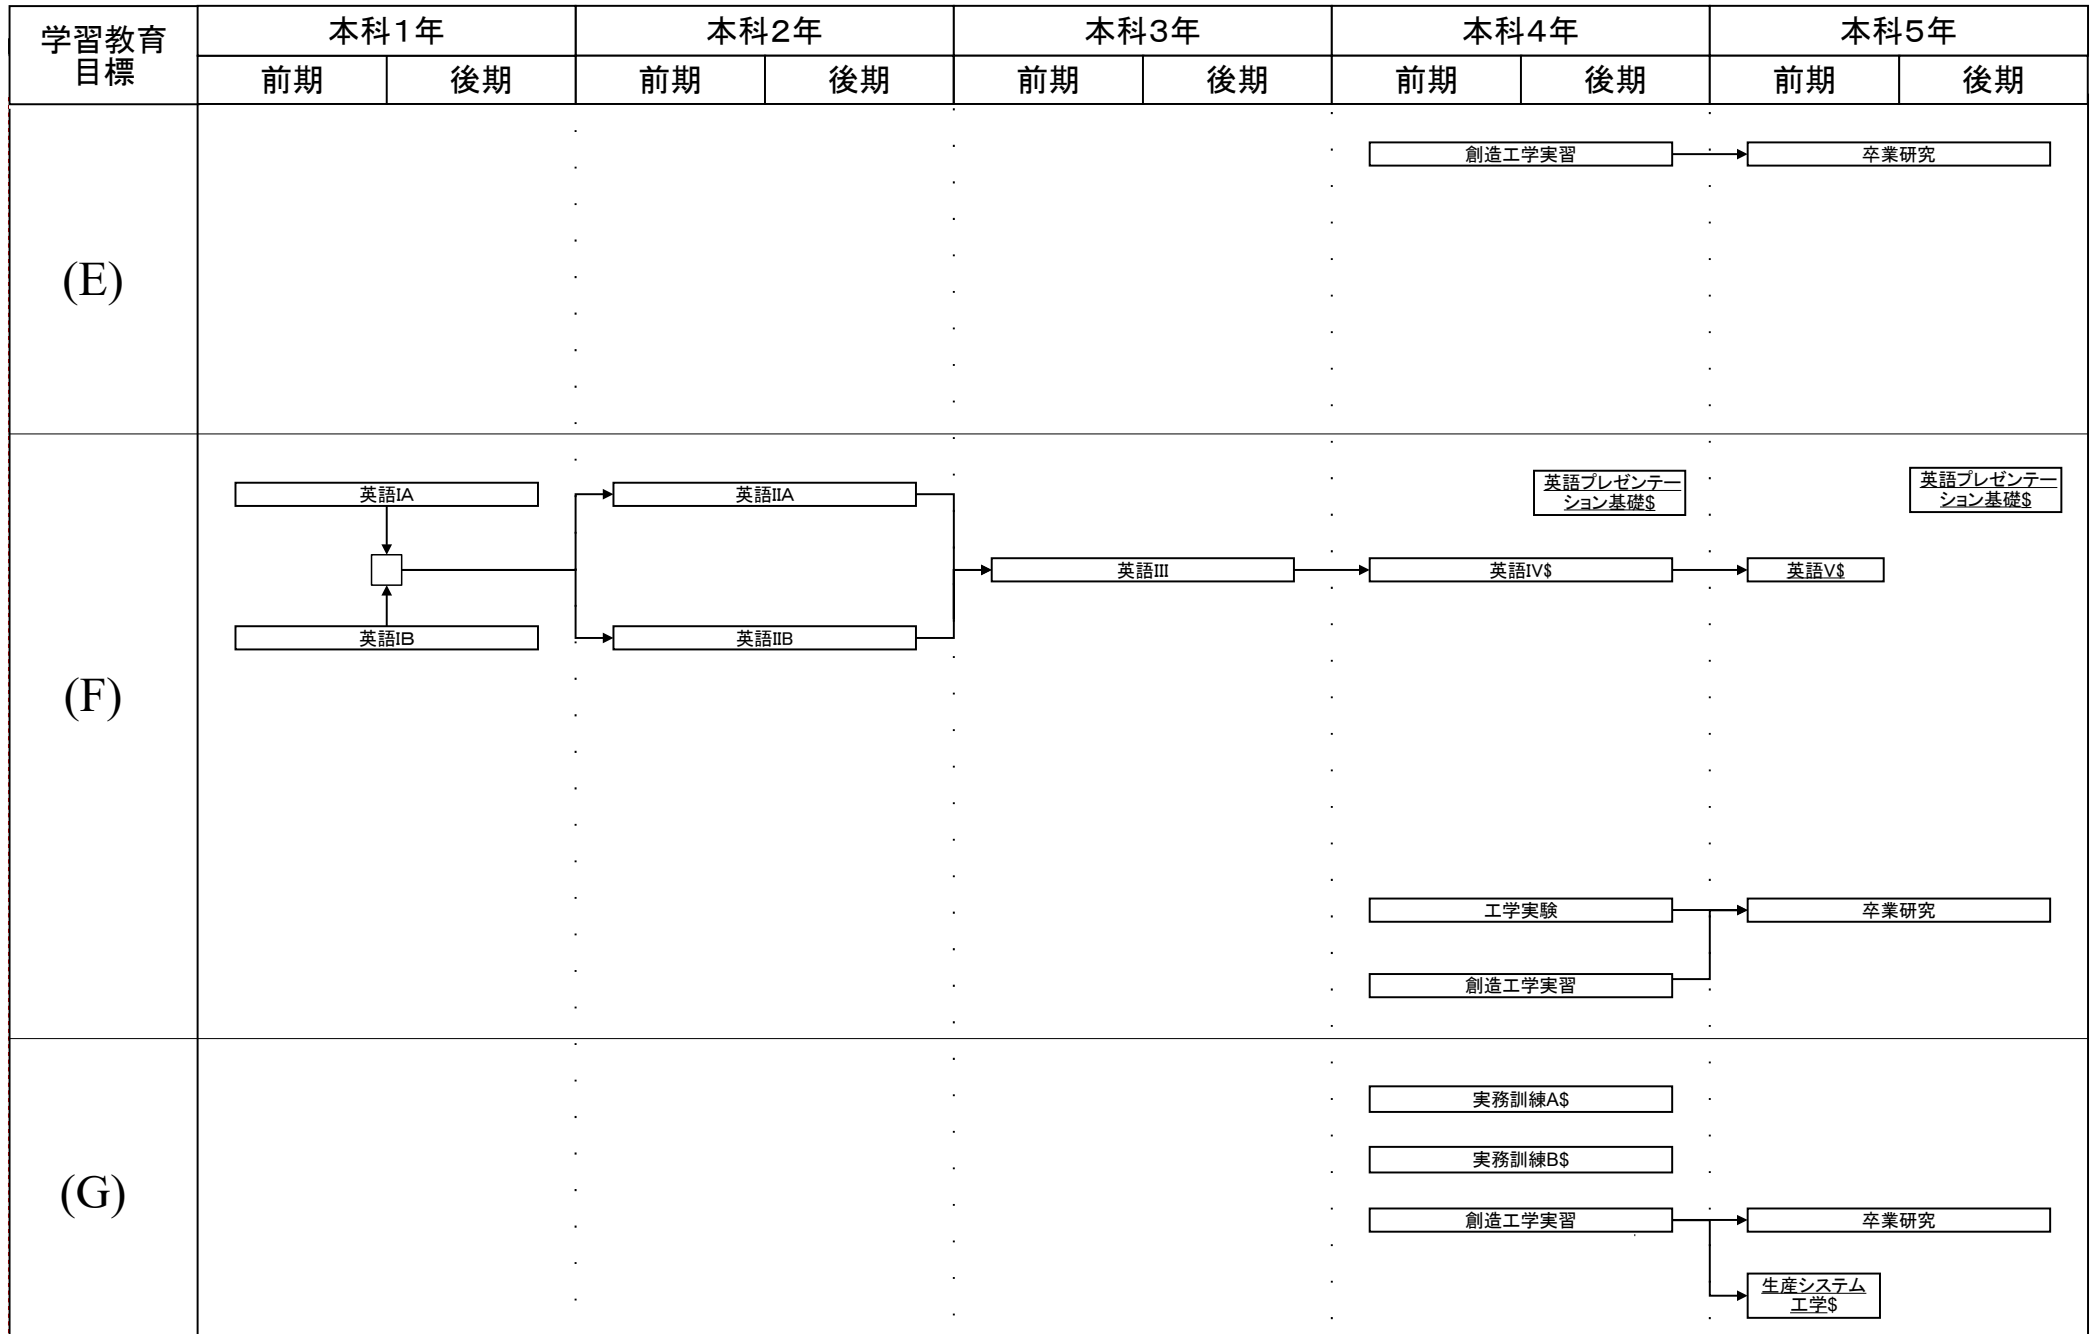 学習教育
目標
本科1年
本科2年
本科3年
本科4年
本科5年
前期
後期
前期
後期
前期
後期
前期
後期
前期
後期
(E)
創造工学実習
卒業研究
(F)
英語IA
英語IIA
英語プレゼンテー
ション基礎$
英語プレゼンテー
ション基礎$
英語III
英語IV$
英語V$
英語IB
英語IIB
工学実験
卒業研究
創造工学実習
(G)
実務訓練A$
実務訓練B$
創造工学実習
卒業研究
生産システム
工学$